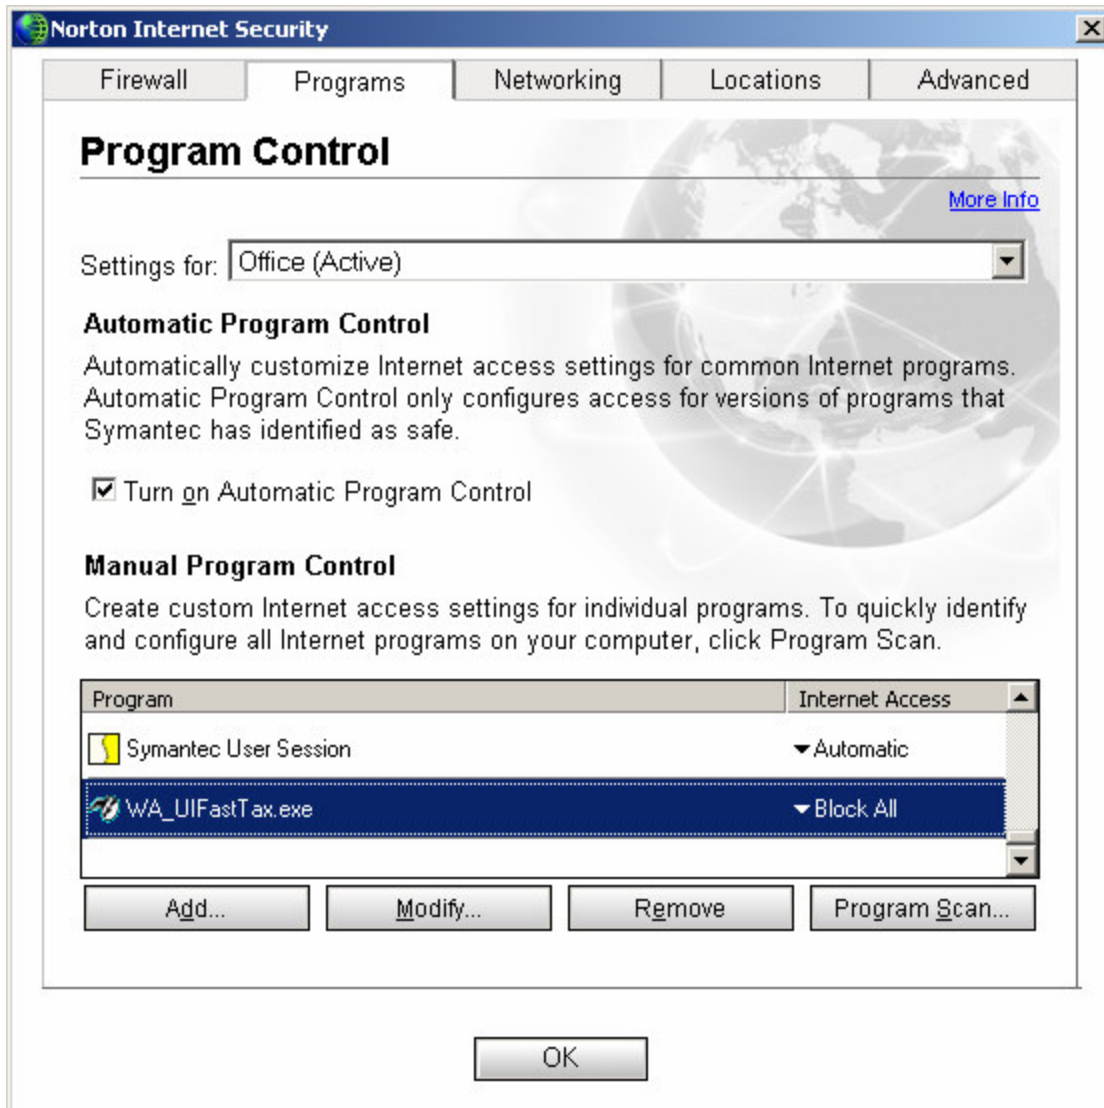 Norton Internet Security
Firewall Programs Networking Locations Advanced
Program Control
More Info
Settings for: Office (Active)
Automatic Program Control
Automatically customize Internet access settings for common Internet programs.
Automatic Program Control only configures access for versions of programs that
Symantec has identified as safe.
Turn on Automatic Program Control
Manual Program Control
Create custom Internet access settings for individual programs. To quickly identify
and configure all Internet programs on your computer, click Program Scan.
Program Internet Access
Symantec User Session Automatic
WA_UIFastTax.exe Block All
Add... Modify... Remove Program Scan...
OK